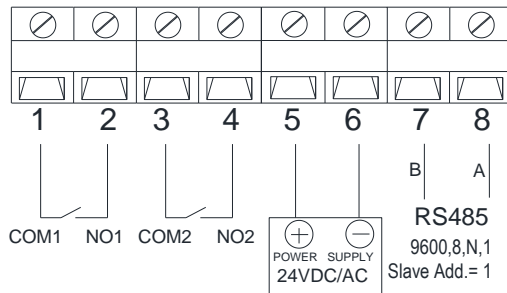 1 2 3 4 5 6 7 8
B A
COM1 NO1 COM2 NO2
+ −
POWER SUPPLY
24VDC/AC
RS485
9600,8,N,1
Slave Add.= 1